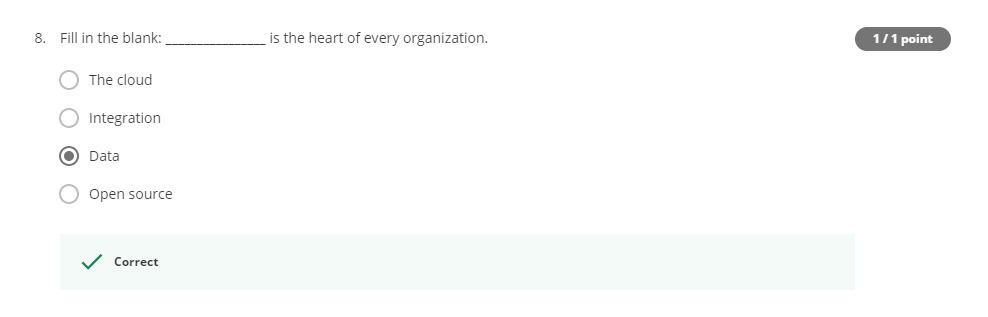 8. Fill in the blank: ________________ is the heart of every organization.
1 / 1 point
The cloud
Integration
Data
Open source
Correct